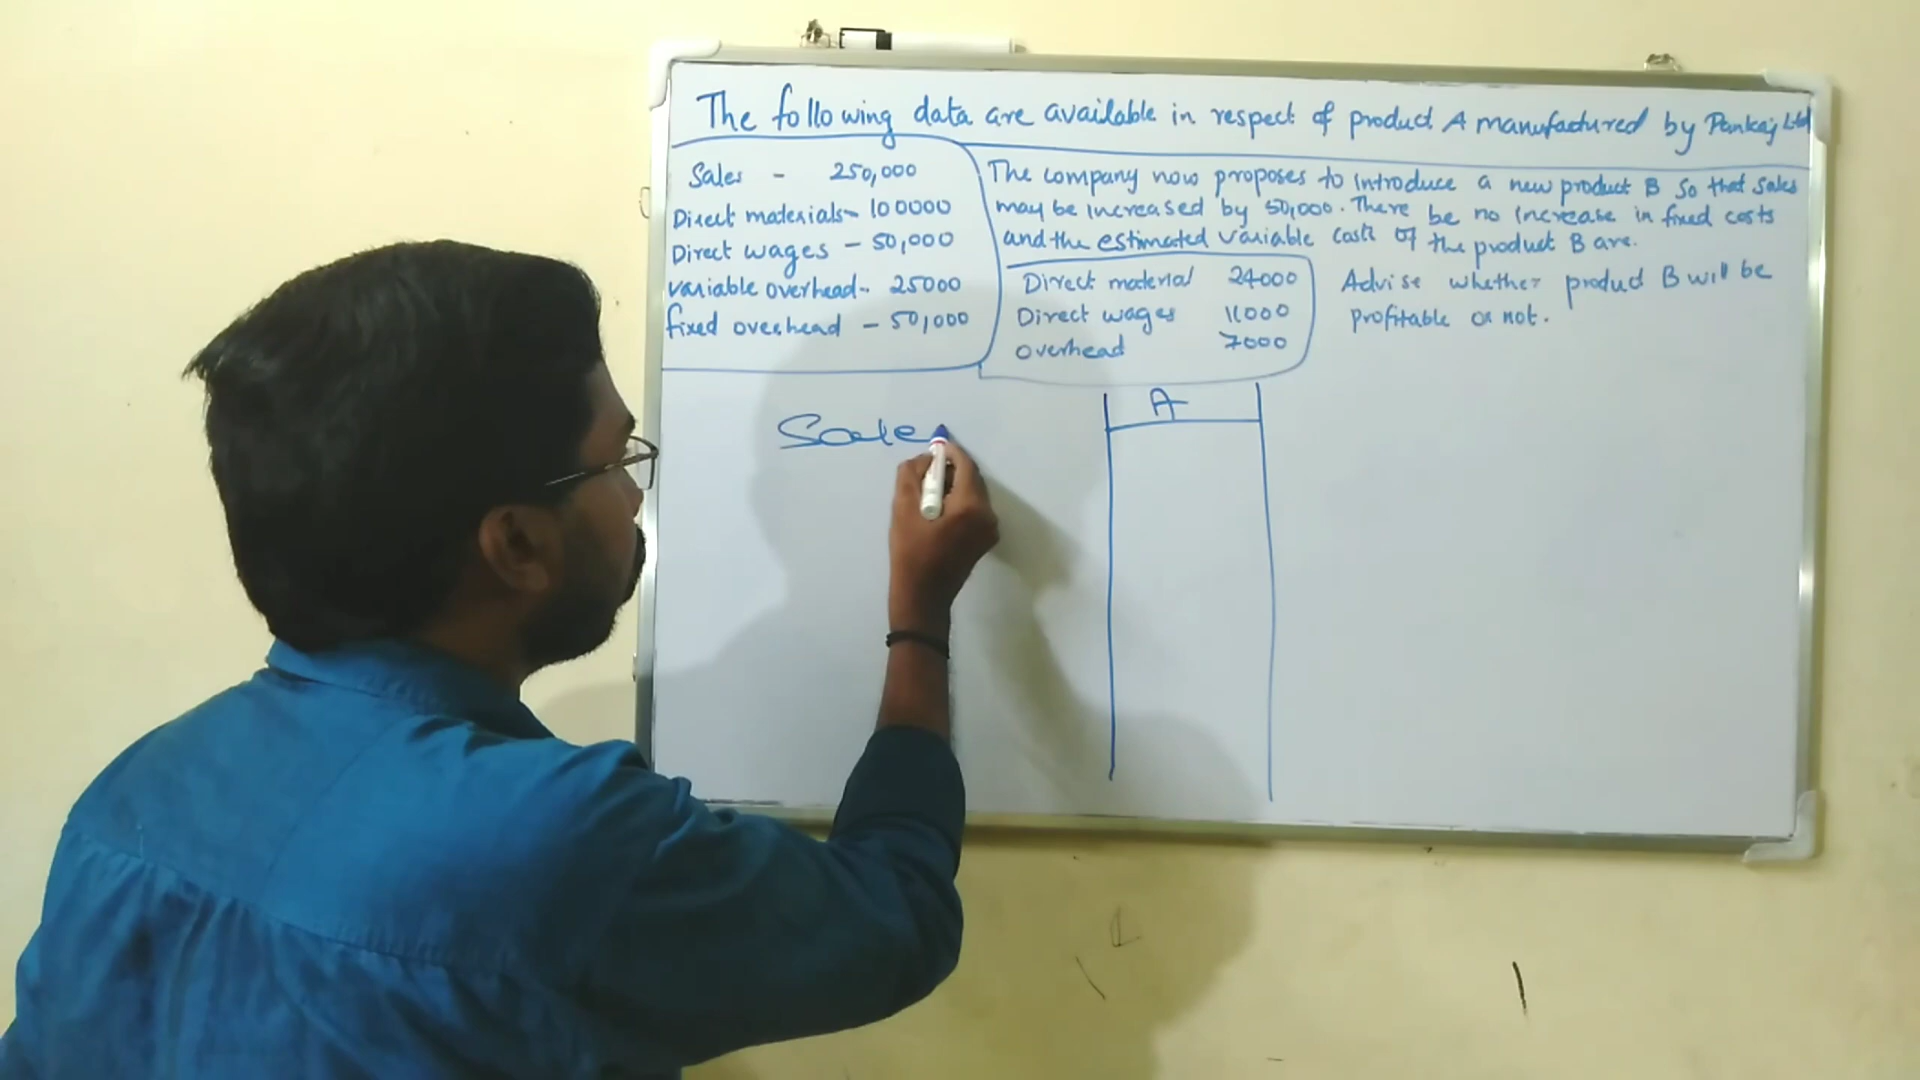 The following data are available in respect of product A manufactured by Pankaj Ltd
Sales - 250,000
Direct materials - 100000
Direct wages - 50,000
variable overhead - 25000
fixed overhead - 50,000
The company now proposes to introduce a new product B so that sales
may be increased by 50,000. There be no increase in fixed costs
and the estimated variable costs of the product B are.
Direct material 24000
Direct wages 11000
overhead 7000
Advise whether product B will be
profitable or not.
A
Sale